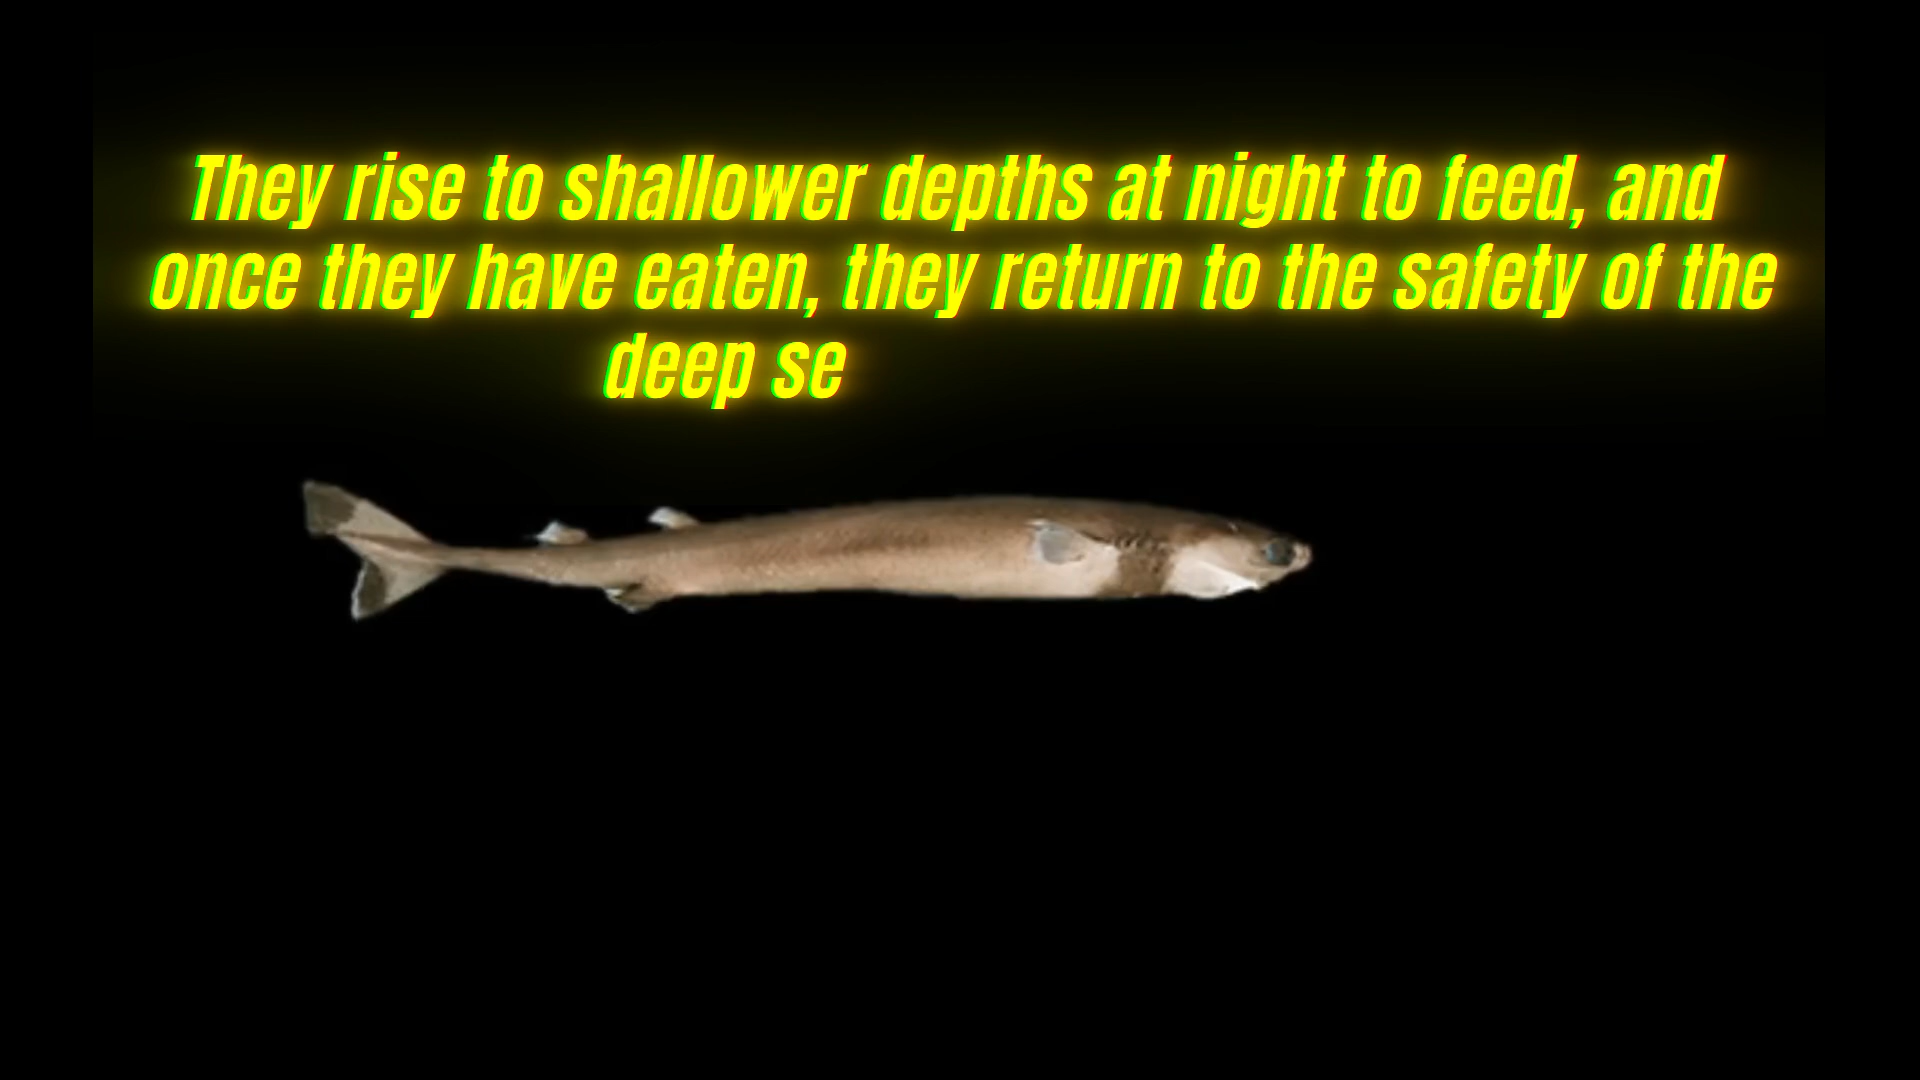 They rise to shallower depths at night to feed, and
once they have eaten, they return to the safety of the
deep se